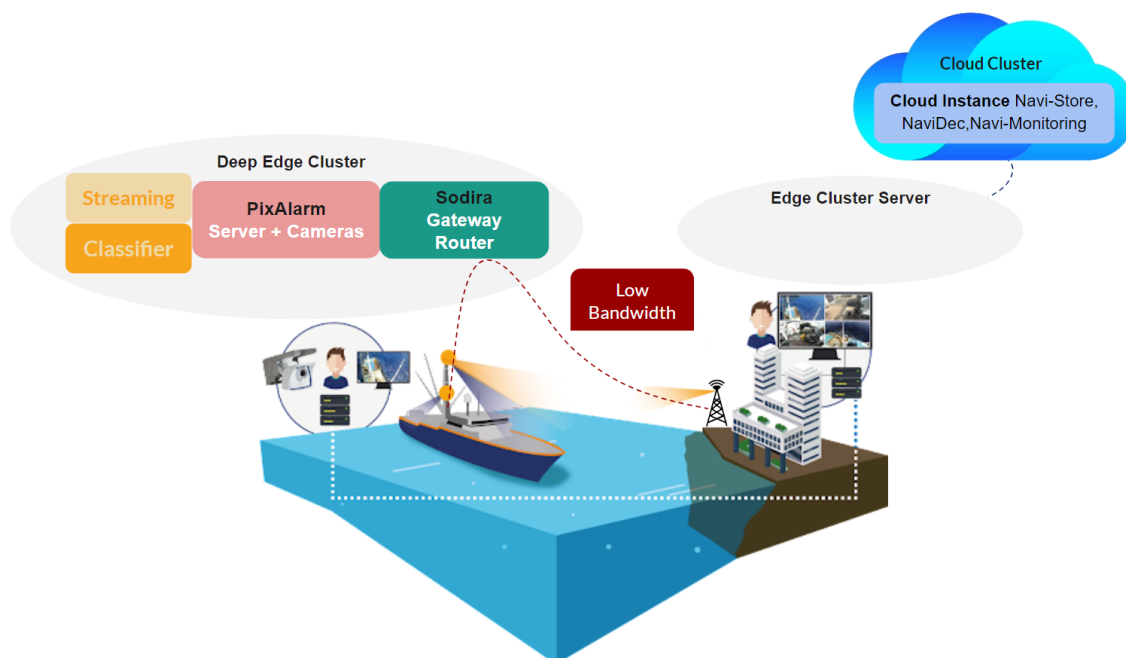 Cloud Cluster
Cloud Instance Navi-Store,
NaviDec,Navi-Monitoring
Deep Edge Cluster
Streaming
Classifier
PixAlarm
Server + Cameras
Sodira
Gateway
Router
Edge Cluster Server
Low
Bandwidth